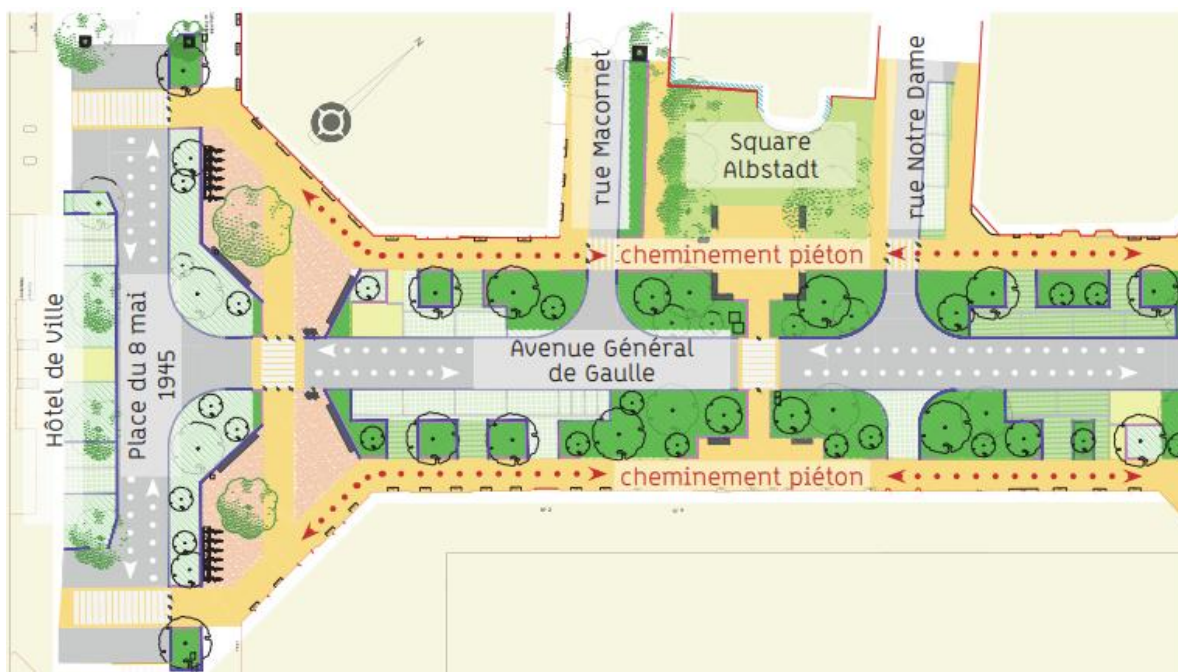 N
rue Macornet
Square
Albstadt
rue Notre Dame
cheminement piéton
Hôtel de Ville
Place du 8 mai
1945
Avenue Général
de Gaulle
cheminement piéton